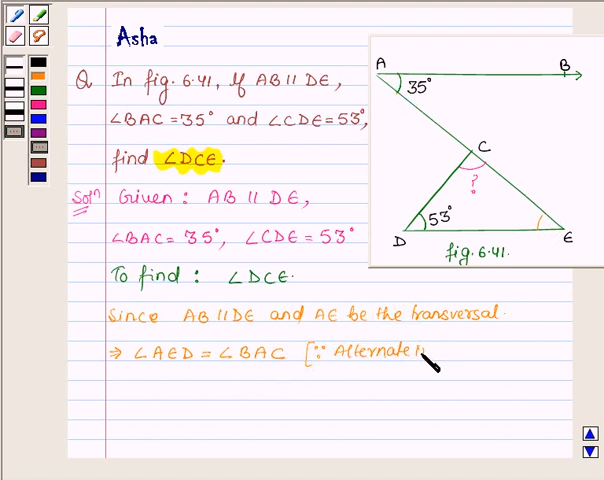 Asha
Q In fig. 6.41, If AB || DE,
∠BAC = 35° and ∠CDE = 53°,
find ∠DCE.
Solⁿ Given : AB || DE,
∠BAC = 35°, ∠CDE = 53°
To find : ∠DCE.
Since AB || DE and AE be the transversal.
⇒ ∠AED = ∠BAC [∵ Alternate
A
B
35°
C
?
53°
D
E
fig. 6.41.